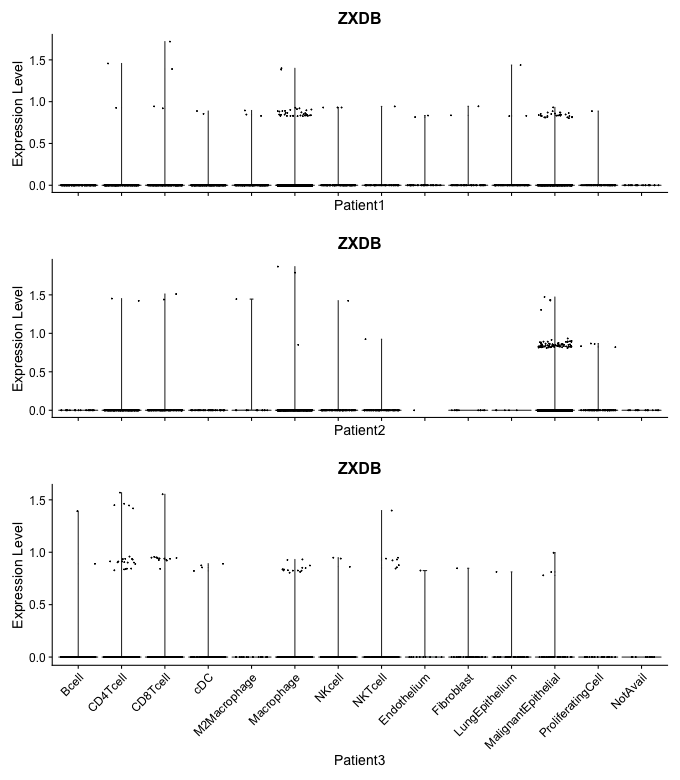 ZXDB
Expression Level
1.5
1.0
0.5
0.0
Patient1
ZXDB
Expression Level
1.5
1.0
0.5
0.0
Patient2
ZXDB
Expression Level
1.5
1.0
0.5
0.0
Bcell
CD4Tcell
CD8Tcell
cDC
M2Macrophage
Macrophage
NKcell
NKTcell
Endothelium
Fibroblast
LungEpithelium
MalignantEpithelial
ProliferatingCell
NotAvail
Patient3